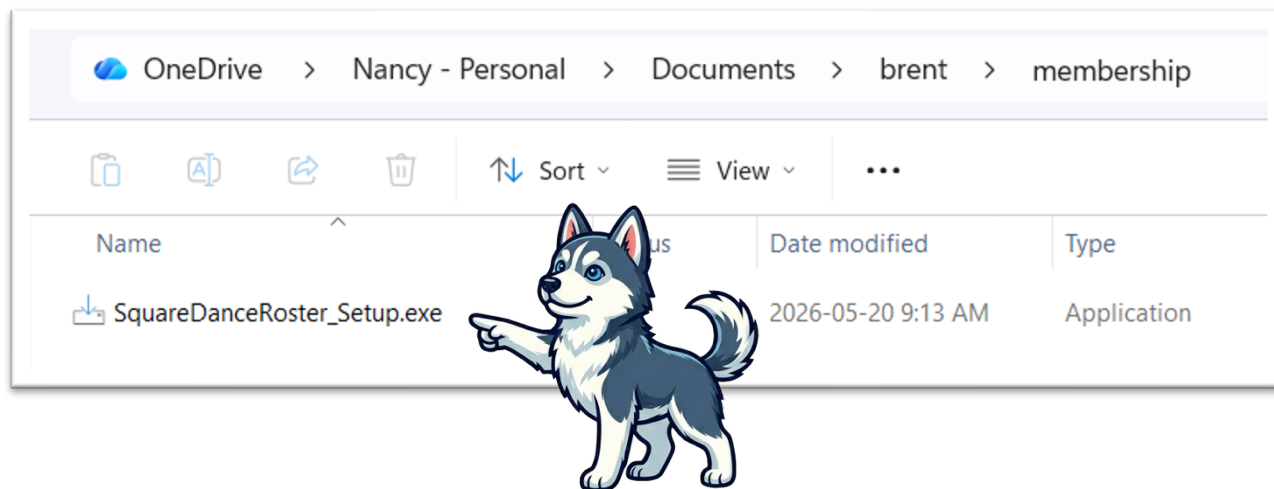 OneDrive > Nancy - Personal > Documents > brent > membership
Sort View
Name us Date modified Type
SquareDanceRoster_Setup.exe 2026-05-20 9:13 AM Application